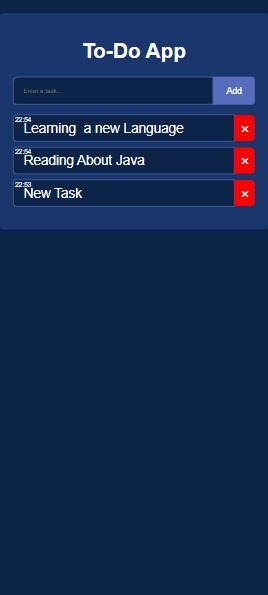 To-Do App
Enter a task...
Add
22:54
Learning  a new Language
×
22:54
Reading About Java
×
22:53
New Task
×